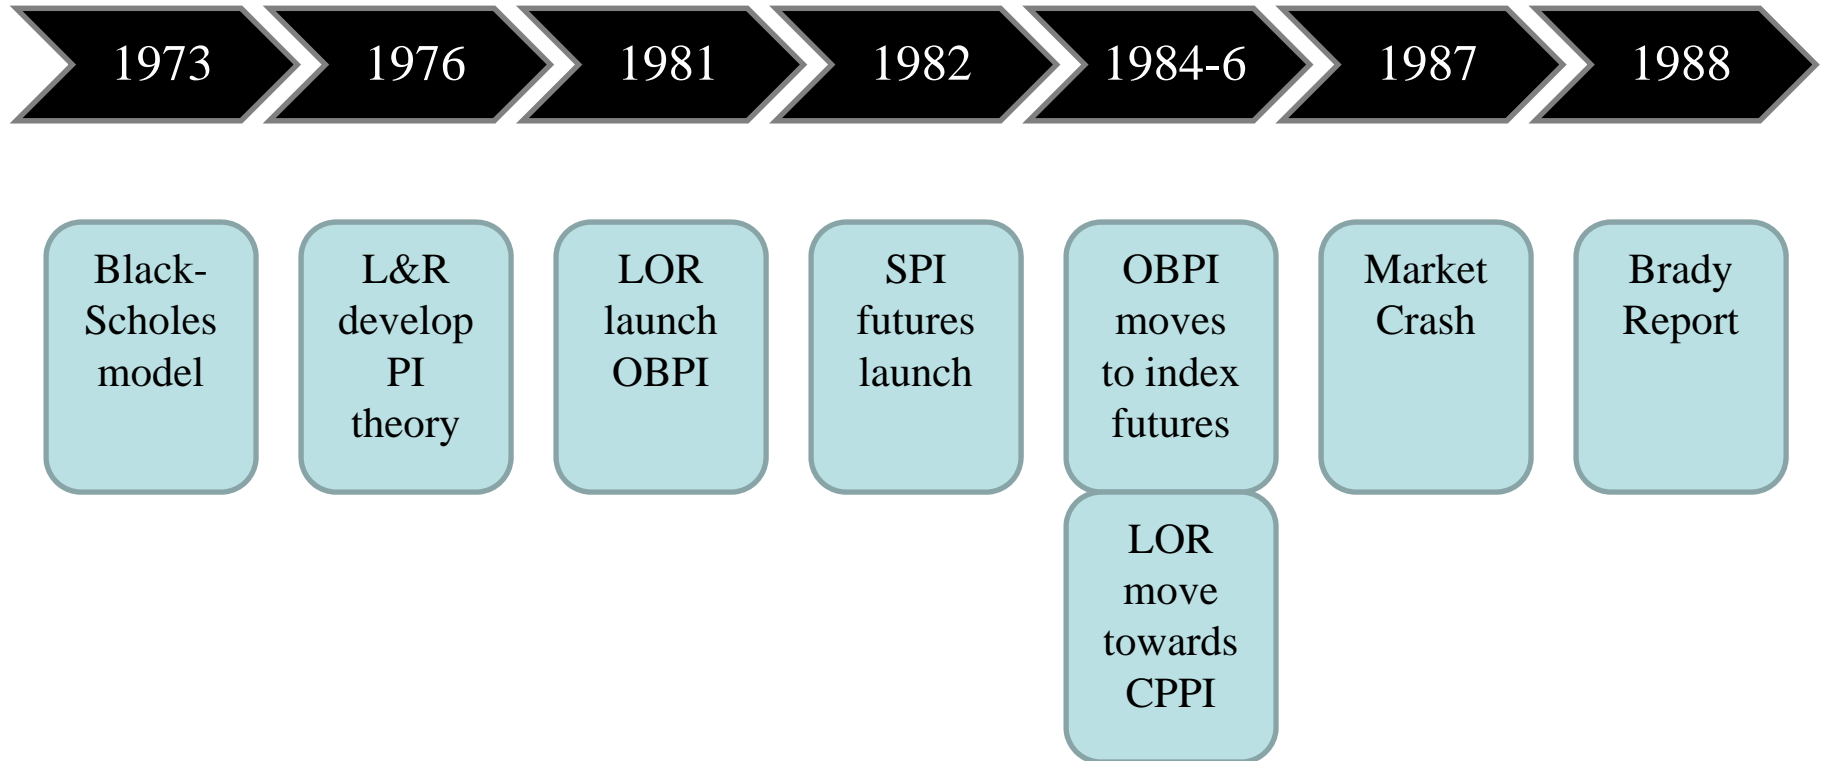 1973
1976
1981
1982
1984-6
1987
1988
Black-
Scholes
model
L&R
develop
PI
theory
LOR
launch
OBPI
SPI
futures
launch
OBPI
moves
to index
futures
LOR
move
towards
CPPI
Market
Crash
Brady
Report